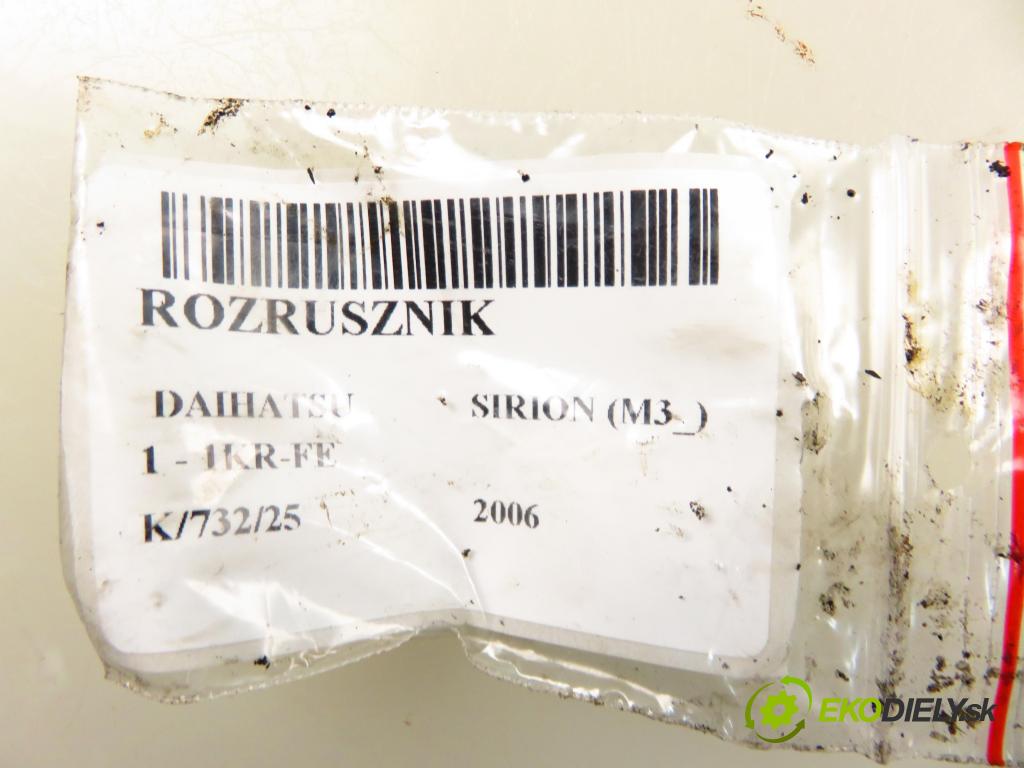 ROZRUSZNIK
DAIHATSU SIRION (M3_)
1 - 1KR-FE
K/732/25 2006
EKODIELY.sk